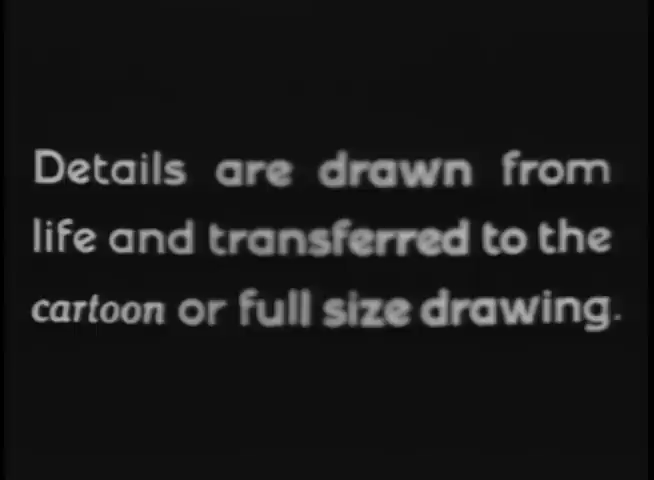 Details are drawn from
life and transferred to the
cartoon or full size drawing.